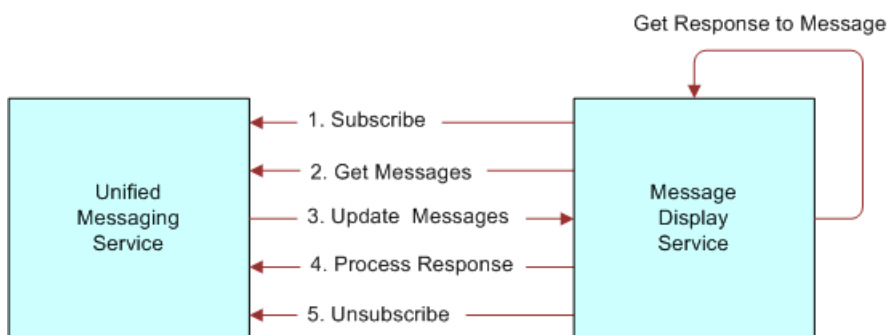 Get Response to Message
Unified
Messaging
Service
1. Subscribe
2. Get Messages
3. Update Messages
4. Process Response
5. Unsubscribe
Message
Display
Service